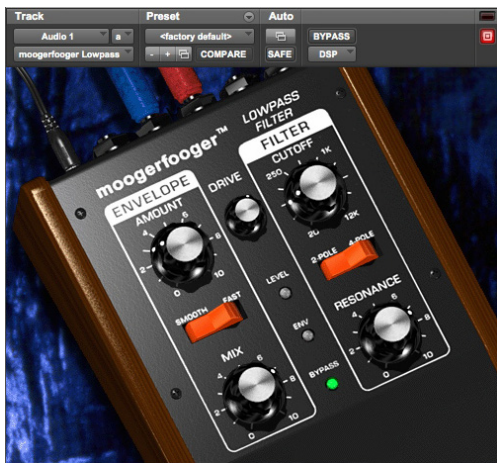 Track
Preset
Auto
Audio 1
a
<factory default>
BYPASS
moogerfooger Lowpass
- +
COMPARE
SAFE
DSP
moogerfooger™
LOWPASS
FILTER
ENVELOPE
AMOUNT
0 2 4 6 8 10
DRIVE
FILTER
CUTOFF
20 250 1K 12K
SMOOTH FAST
2-POLE 4-POLE
LEVEL
ENV
BYPASS
MIX
0 2 4 6 8 10
RESONANCE
0 2 4 6 8 10